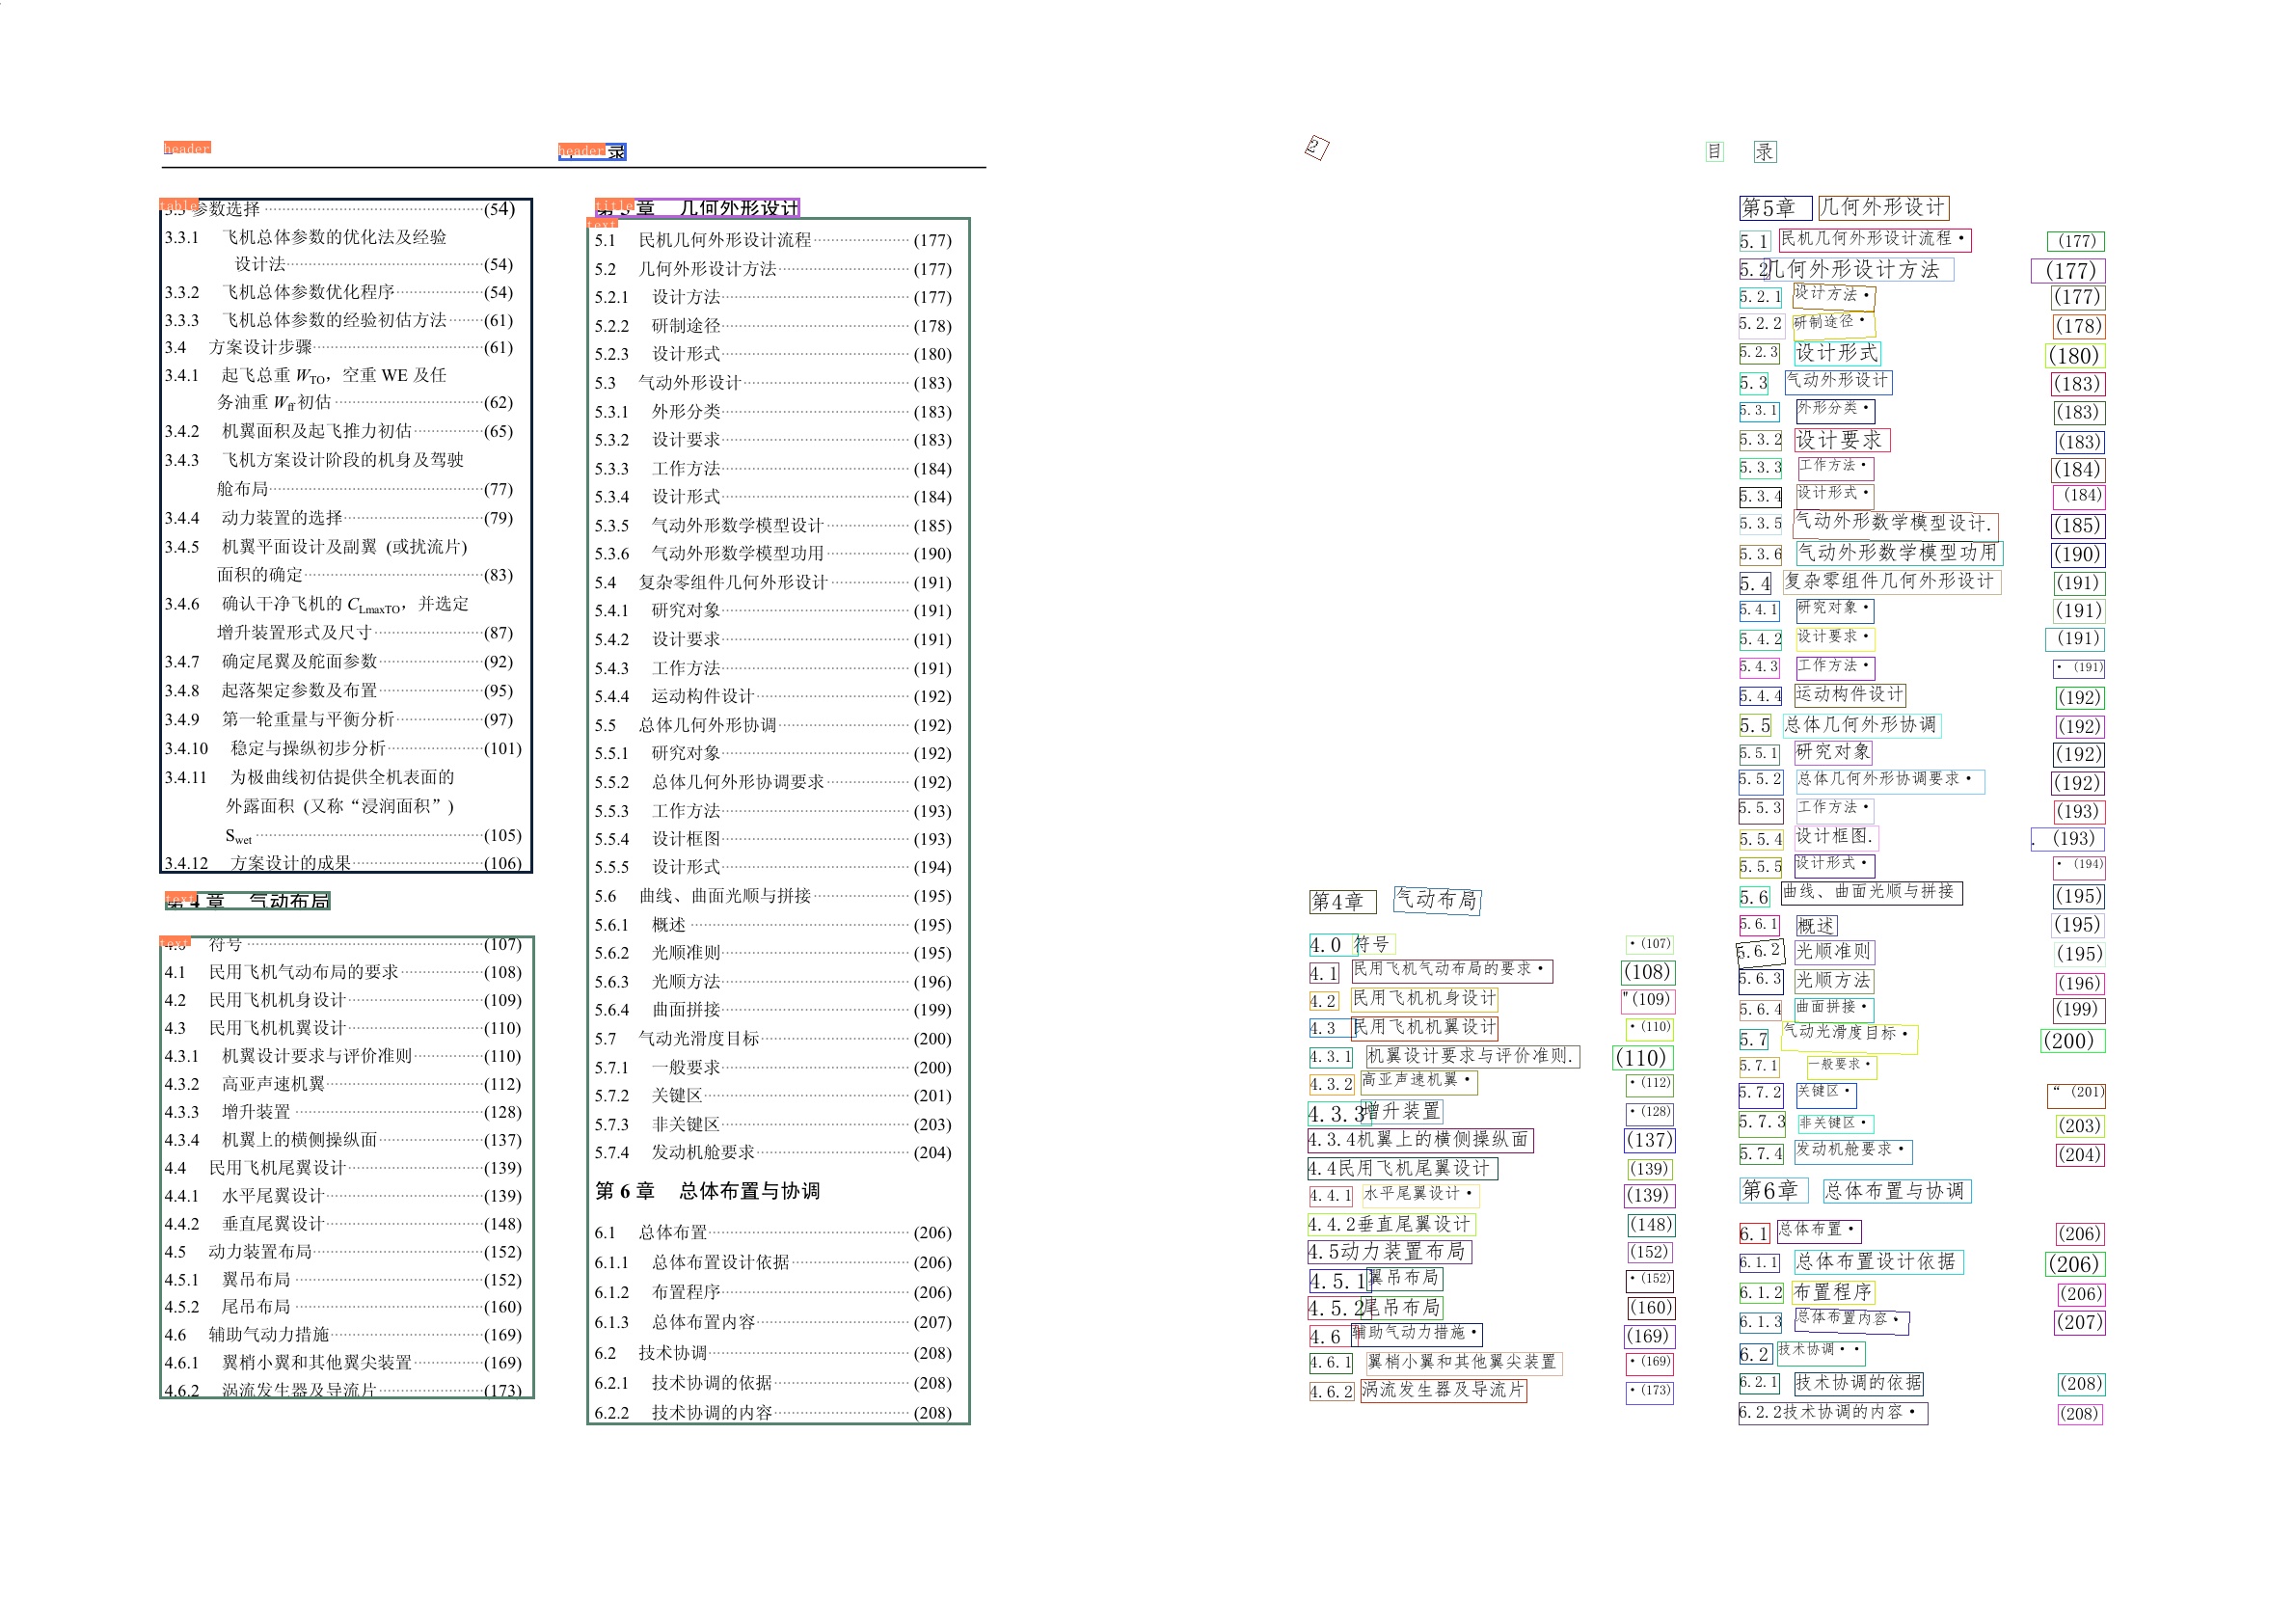 header
header 录
table 参数选择 ⋯⋯ (54)
3.3.1 飞机总体参数的优化法及经验
设计法⋯⋯(54)
3.3.2 飞机总体参数优化程序⋯⋯(54)
3.3.3 飞机总体参数的经验初估方法⋯⋯(61)
3.4 方案设计步骤⋯⋯(61)
3.4.1 起飞总重 WTO，空重 WE 及任
务油重 Wff 初估⋯⋯(62)
3.4.2 机翼面积及起飞推力初估⋯⋯(65)
3.4.3 飞机方案设计阶段的机身及驾驶
舱布局⋯⋯(77)
3.4.4 动力装置的选择⋯⋯(79)
3.4.5 机翼平面设计及副翼 (或扰流片)
面积的确定⋯⋯(83)
3.4.6 确认干净飞机的 CLmaxTO，并选定
增升装置形式及尺寸⋯⋯(87)
3.4.7 确定尾翼及舵面参数⋯⋯(92)
3.4.8 起落架定参数及布置⋯⋯(95)
3.4.9 第一轮重量与平衡分析⋯⋯(97)
3.4.10 稳定与操纵初步分析⋯⋯(101)
3.4.11 为极曲线初估提供全机表面的
外露面积 (又称“浸润面积”)
Swet⋯⋯(105)
3.4.12 方案设计的成果⋯⋯(106)
text 章 气动布局
text 符号⋯⋯(107)
4.1 民用飞机气动布局的要求⋯⋯(108)
4.2 民用飞机机身设计⋯⋯(109)
4.3 民用飞机机翼设计⋯⋯(110)
4.3.1 机翼设计要求与评价准则⋯⋯(110)
4.3.2 高亚声速机翼⋯⋯(112)
4.3.3 增升装置⋯⋯(128)
4.3.4 机翼上的横侧操纵面⋯⋯(137)
4.4 民用飞机尾翼设计⋯⋯(139)
4.4.1 水平尾翼设计⋯⋯(139)
4.4.2 垂直尾翼设计⋯⋯(148)
4.5 动力装置布局⋯⋯(152)
4.5.1 翼吊布局⋯⋯(152)
4.5.2 尾吊布局⋯⋯(160)
4.6 辅助气动力措施⋯⋯(169)
4.6.1 翼梢小翼和其他翼尖装置⋯⋯(169)
4.6.2 涡流发生器及导流片⋯⋯(173)
title 章 几何外形设计
text
5.1 民机几何外形设计流程⋯⋯(177)
5.2 几何外形设计方法⋯⋯(177)
5.2.1 设计方法⋯⋯(177)
5.2.2 研制途径⋯⋯(178)
5.2.3 设计形式⋯⋯(180)
5.3 气动外形设计⋯⋯(183)
5.3.1 外形分类⋯⋯(183)
5.3.2 设计要求⋯⋯(183)
5.3.3 工作方法⋯⋯(184)
5.3.4 设计形式⋯⋯(184)
5.3.5 气动外形数学模型设计⋯⋯(185)
5.3.6 气动外形数学模型功用⋯⋯(190)
5.4 复杂零组件几何外形设计⋯⋯(191)
5.4.1 研究对象⋯⋯(191)
5.4.2 设计要求⋯⋯(191)
5.4.3 工作方法⋯⋯(191)
5.4.4 运动构件设计⋯⋯(192)
5.5 总体几何外形协调⋯⋯(192)
5.5.1 研究对象⋯⋯(192)
5.5.2 总体几何外形协调要求⋯⋯(192)
5.5.3 工作方法⋯⋯(193)
5.5.4 设计框图⋯⋯(193)
5.5.5 设计形式⋯⋯(194)
5.6 曲线、曲面光顺与拼接⋯⋯(195)
5.6.1 概述⋯⋯(195)
5.6.2 光顺准则⋯⋯(195)
5.6.3 光顺方法⋯⋯(196)
5.6.4 曲面拼接⋯⋯(199)
5.7 气动光滑度目标⋯⋯(200)
5.7.1 一般要求⋯⋯(200)
5.7.2 关键区⋯⋯(201)
5.7.3 非关键区⋯⋯(203)
5.7.4 发动机舱要求⋯⋯(204)
第 6 章 总体布置与协调
6.1 总体布置⋯⋯(206)
6.1.1 总体布置设计依据⋯⋯(206)
6.1.2 布置程序⋯⋯(206)
6.1.3 总体布置内容⋯⋯(207)
6.2 技术协调⋯⋯(208)
6.2.1 技术协调的依据⋯⋯(208)
6.2.2 技术协调的内容⋯⋯(208)
2
目 录
第4章 气动布局
4.0 符号 •(107)
4.1 民用飞机气动布局的要求• (108)
4.2 民用飞机机身设计 "(109)
4.3 民用飞机机翼设计 •(110)
4.3.1 机翼设计要求与评价准则. (110)
4.3.2 高亚声速机翼• •(112)
4.3.3 增升装置 •(128)
4.3.4机翼上的横侧操纵面 (137)
4.4民用飞机尾翼设计 (139)
4.4.1 水平尾翼设计• (139)
4.4.2垂直尾翼设计 (148)
4.5动力装置布局 (152)
4.5.1 翼吊布局 •(152)
4.5.2 尾吊布局 (160)
4.6 辅助气动力措施• (169)
4.6.1 翼梢小翼和其他翼尖装置 •(169)
4.6.2 涡流发生器及导流片 •(173)
第5章 几何外形设计
5.1 民机几何外形设计流程• (177)
5.2 几何外形设计方法 (177)
5.2.1 设计方法• (177)
5.2.2 研制途径• (178)
5.2.3 设计形式 (180)
5.3 气动外形设计 (183)
5.3.1 外形分类• (183)
5.3.2 设计要求 (183)
5.3.3 工作方法• (184)
5.3.4 设计形式• (184)
5.3.5 气动外形数学模型设计. (185)
5.3.6 气动外形数学模型功用 (190)
5.4 复杂零组件几何外形设计 (191)
5.4.1 研究对象• (191)
5.4.2 设计要求• (191)
5.4.3 工作方法• •(191)
5.4.4 运动构件设计 (192)
5.5 总体几何外形协调 (192)
5.5.1 研究对象 (192)
5.5.2 总体几何外形协调要求• (192)
5.5.3 工作方法• (193)
5.5.4 设计框图. .(193)
5.5.5 设计形式• •(194)
5.6 曲线、曲面光顺与拼接 (195)
5.6.1 概述 (195)
5.6.2 光顺准则 (195)
5.6.3 光顺方法 (196)
5.6.4 曲面拼接• (199)
5.7 气动光滑度目标• (200)
5.7.1 一般要求•
5.7.2 关键区• “(201)
5.7.3 非关键区• (203)
5.7.4 发动机舱要求• (204)
第6章 总体布置与协调
6.1 总体布置• (206)
6.1.1 总体布置设计依据 (206)
6.1.2 布置程序 (206)
6.1.3 总体布置内容• (207)
6.2 技术协调••
6.2.1 技术协调的依据 (208)
6.2.2技术协调的内容• (208)